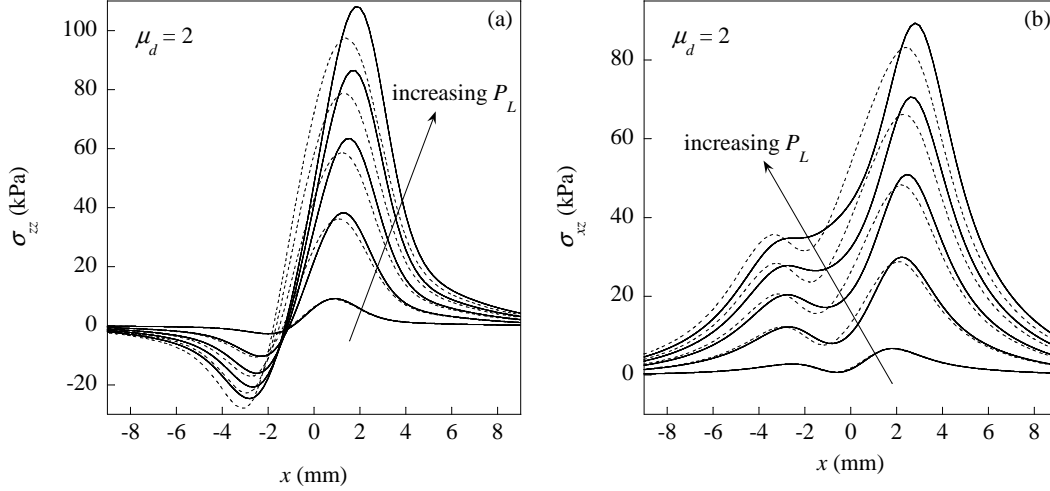 (a)
μd = 2
increasing PL
σzz (kPa)
100
80
60
40
20
0
-20
-8 -6 -4 -2 0 2 4 6 8
x (mm)
(b)
μd = 2
increasing PL
σxz (kPa)
80
60
40
20
0
-8 -6 -4 -2 0 2 4 6 8
x (mm)